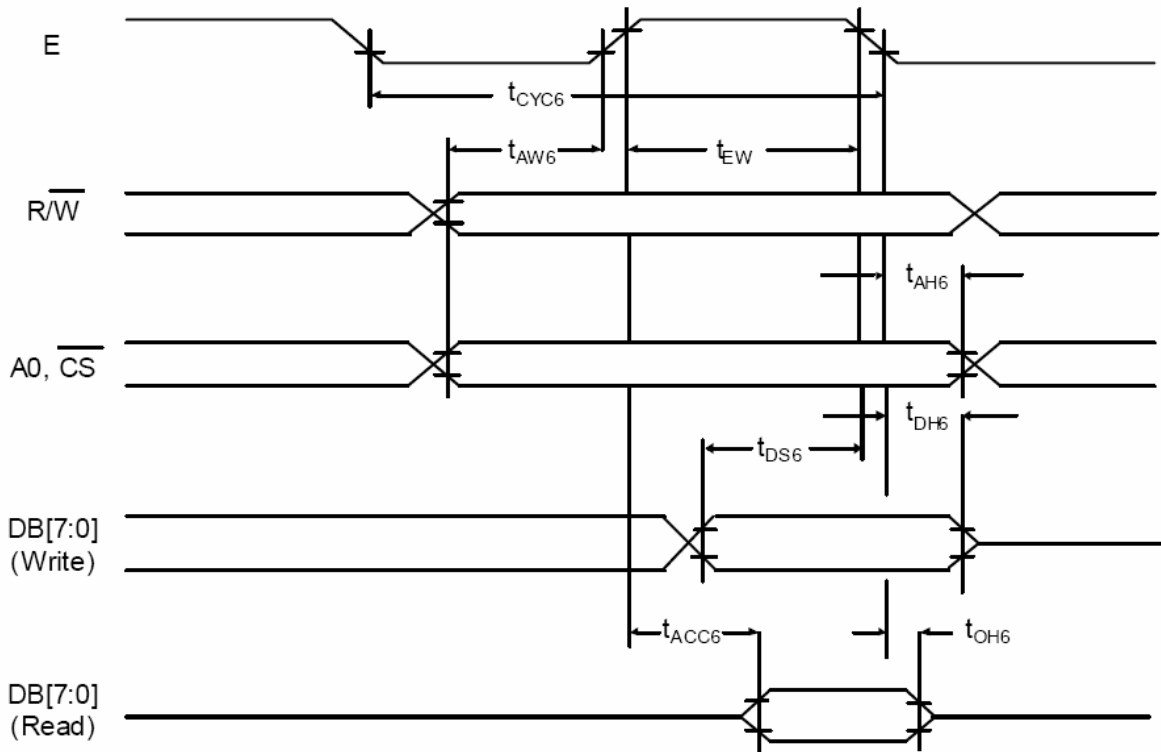 E
tCYC6
tAW6
tEW
R/W
tAH6
A0, CS
tDH6
tDS6
DB[7:0]
(Write)
tACC6
tOH6
DB[7:0]
(Read)